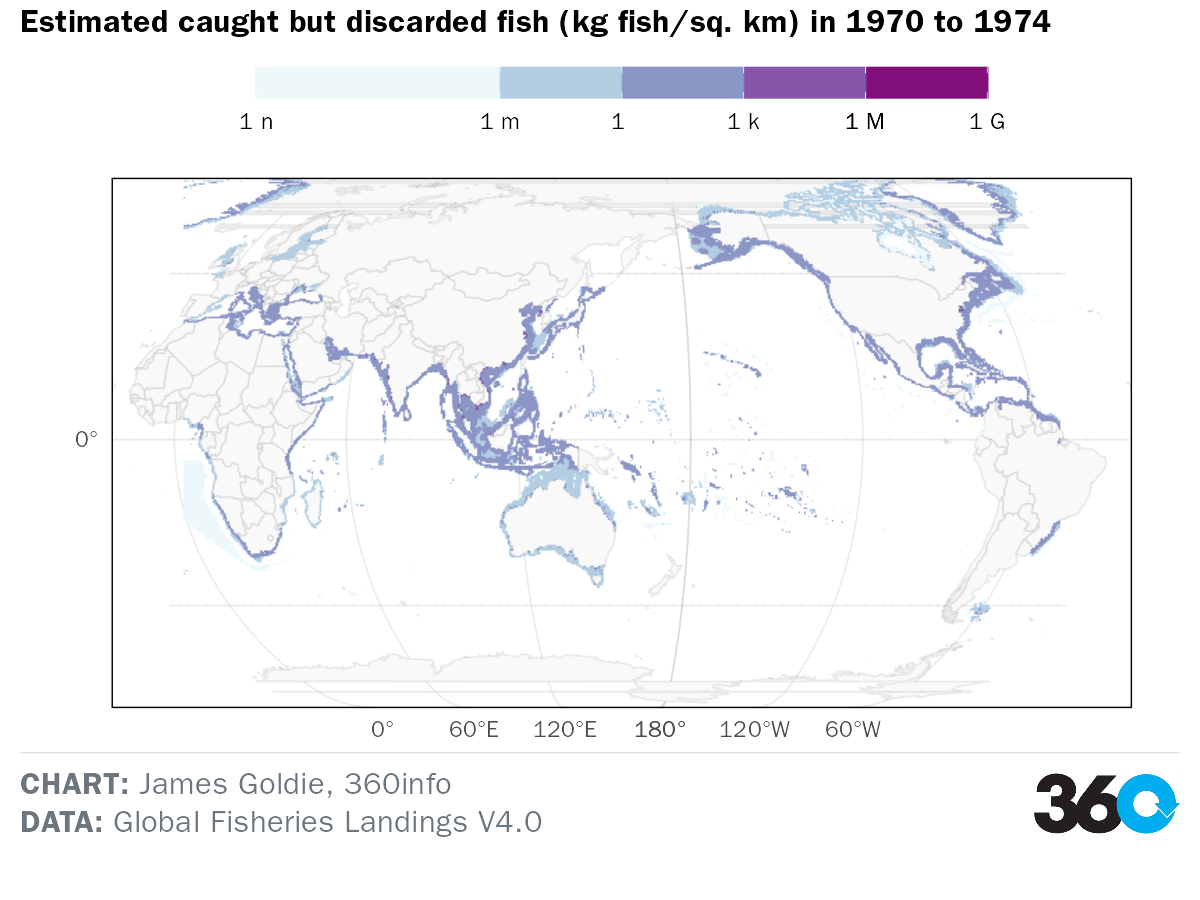 Estimated caught but discarded fish (kg fish/sq. km) in 1970 to 1974
1 n 1 m 1 1 k 1 M 1 G
0°
0° 60°E 120°E 180° 120°W 60°W
CHART: James Goldie, 360info
DATA: Global Fisheries Landings V4.0
360